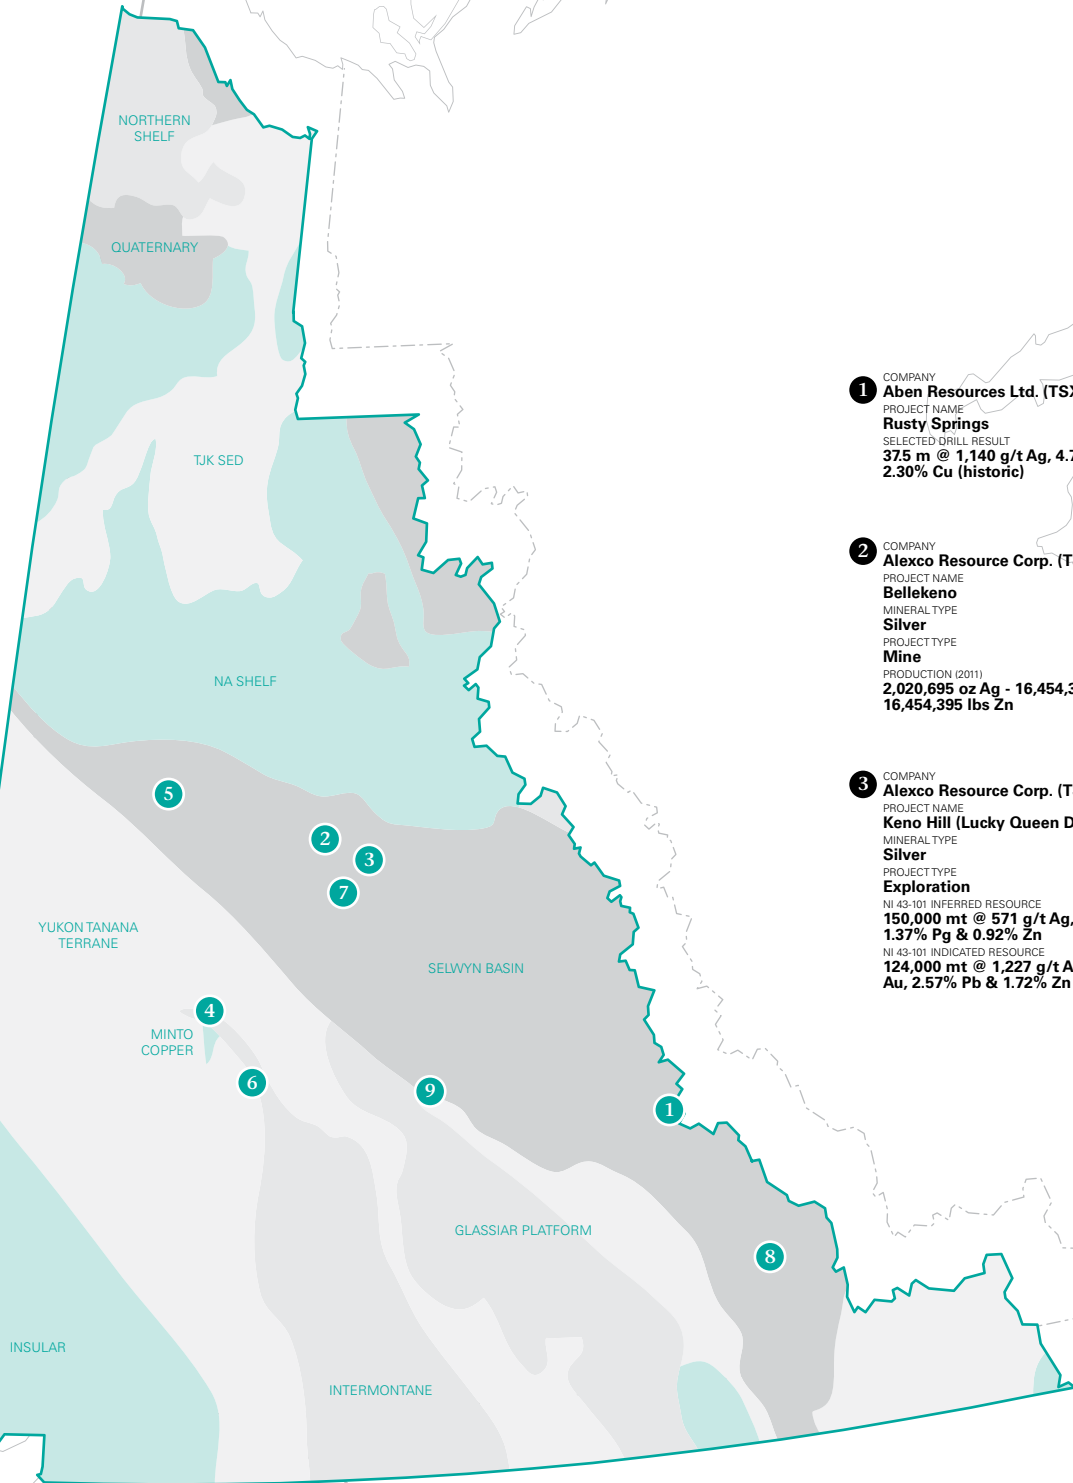 NORTHERN
SHELF
QUATERNARY
TJK SED
NA SHELF
5
2
3
7
YUKON TANANA
TERRANE
SELWYN BASIN
4
MINTO
COPPER
6
9
1
GLASSIAR PLATFORM
8
INSULAR
INTERMONTANE
1
COMPANY
Aben Resources Ltd. (TSX
PROJECT NAME
Rusty Springs
SELECTED DRILL RESULT
37.5 m @ 1,140 g/t Ag, 4.7
2.30% Cu (historic)
2
COMPANY
Alexco Resource Corp. (T
PROJECT NAME
Bellekeno
MINERAL TYPE
Silver
PROJECT TYPE
Mine
PRODUCTION (2011)
2,020,695 oz Ag - 16,454,3
16,454,395 lbs Zn
3
COMPANY
Alexco Resource Corp. (T
PROJECT NAME
Keno Hill (Lucky Queen D
MINERAL TYPE
Silver
PROJECT TYPE
Exploration
NI 43-101 INFERRED RESOURCE
150,000 mt @ 571 g/t Ag,
1.37% Pg & 0.92% Zn
NI 43-101 INDICATED RESOURCE
124,000 mt @ 1,227 g/t A
Au, 2.57% Pb & 1.72% Zn